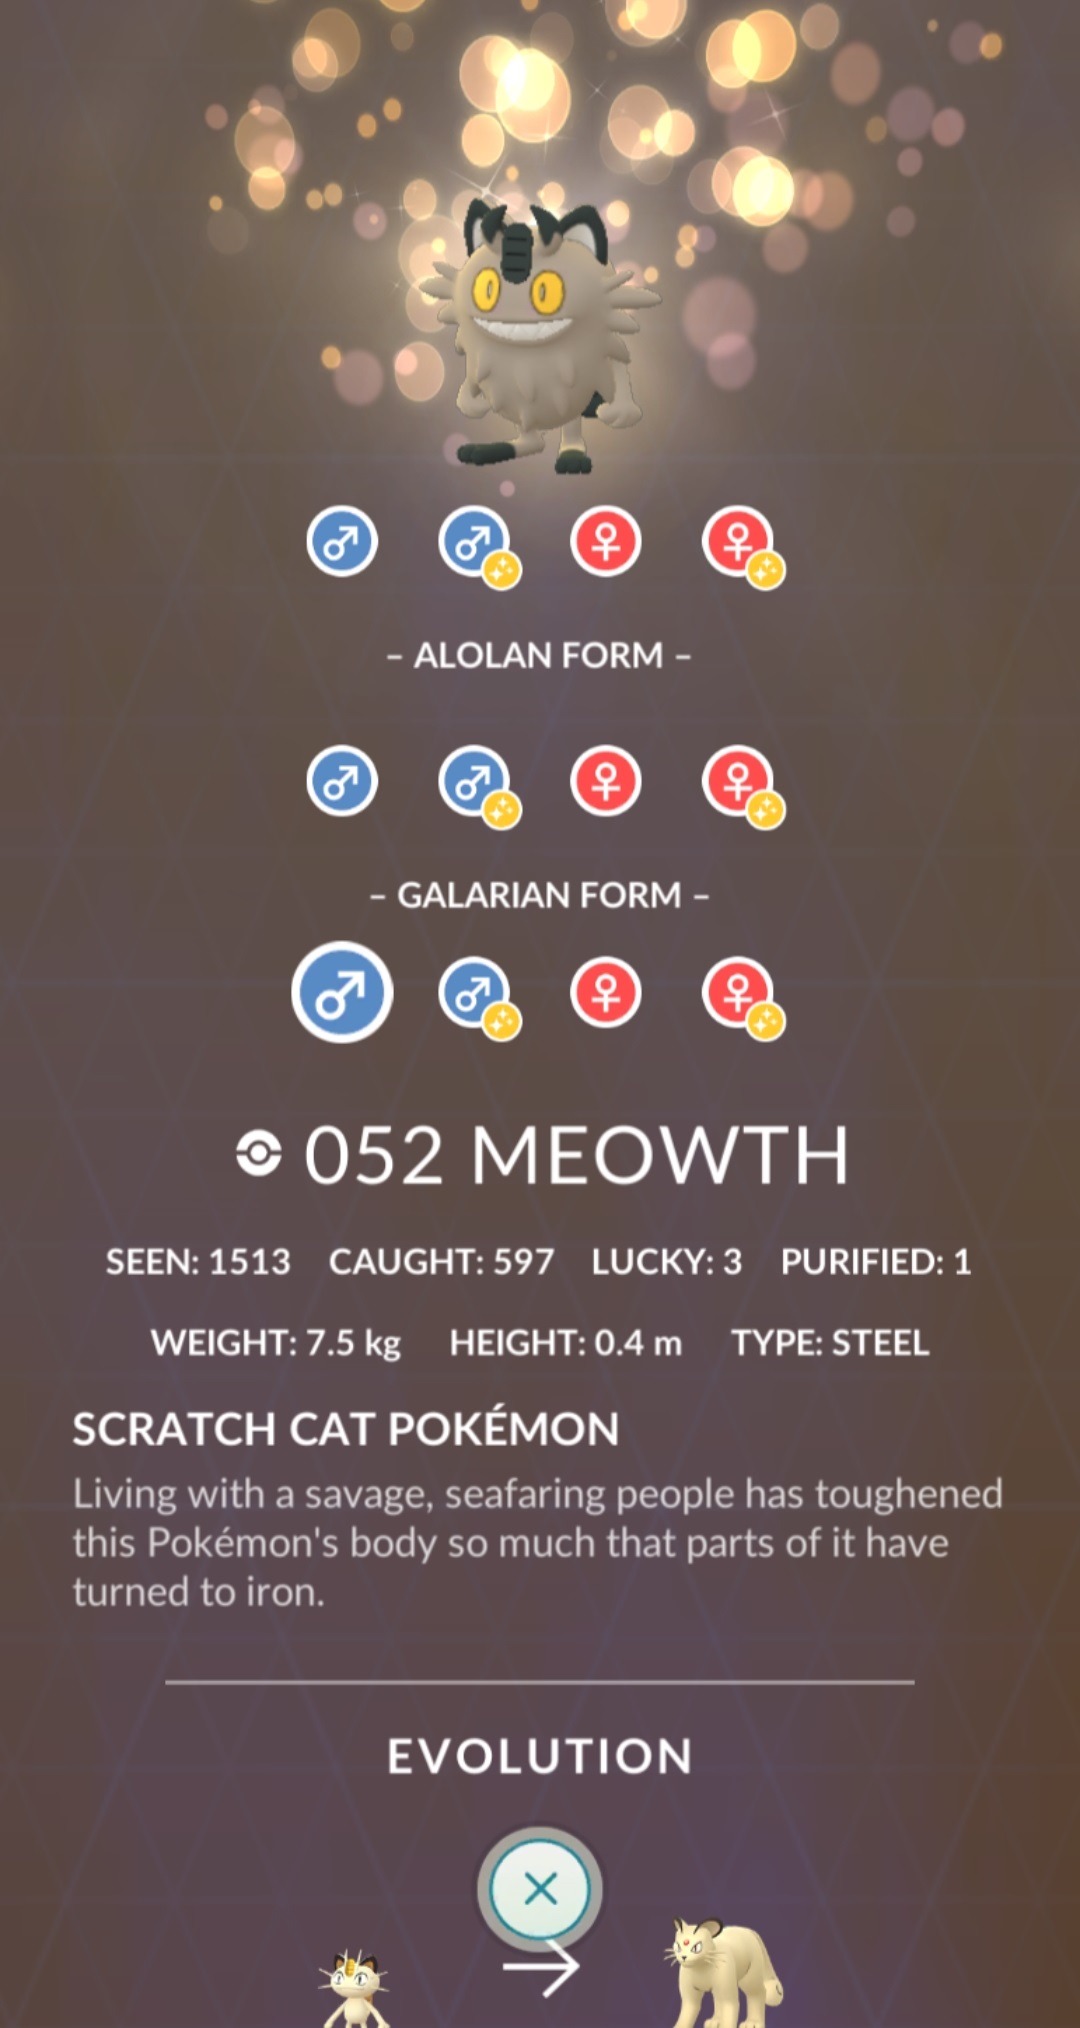 – ALOLAN FORM –
– GALARIAN FORM –
052 MEOWTH
SEEN: 1513 CAUGHT: 597 LUCKY: 3 PURIFIED: 1
WEIGHT: 7.5 kg HEIGHT: 0.4 m TYPE: STEEL
SCRATCH CAT POKÉMON
Living with a savage, seafaring people has toughened
this Pokémon's body so much that parts of it have
turned to iron.
EVOLUTION